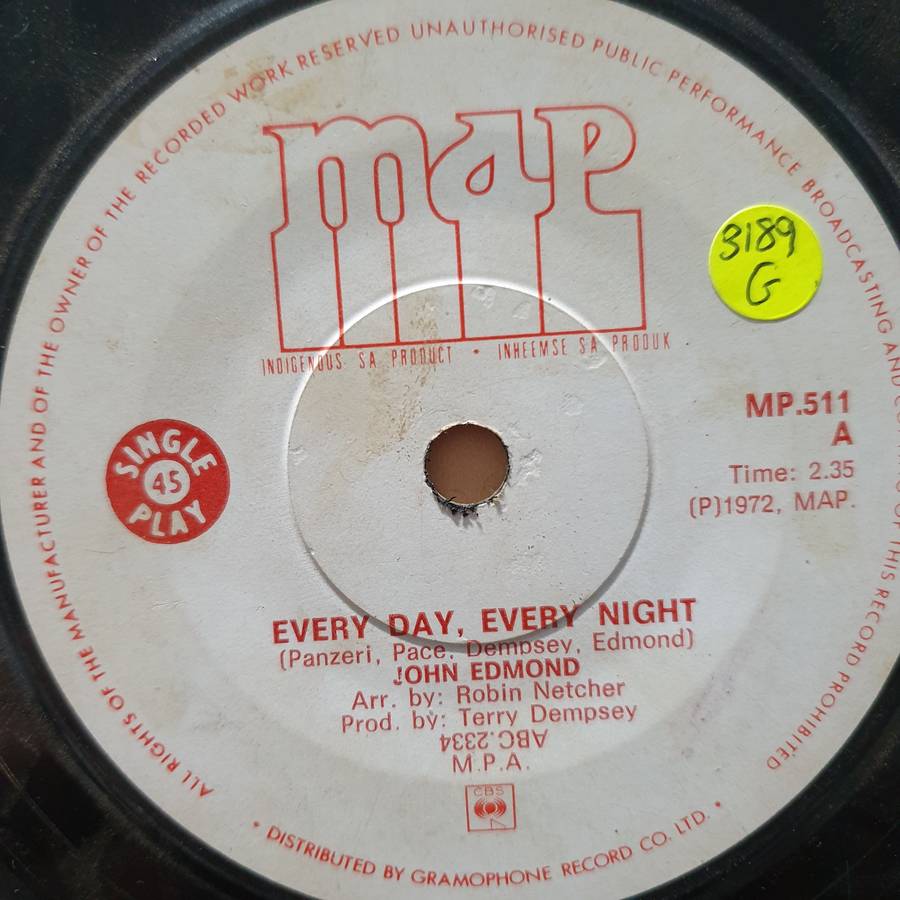 ALL RIGHTS OF THE MANUFACTURER AND OF THE OWNER OF THE RECORDED WORK RESERVED UNAUTHORISED PUBLIC PERFORMANCE BROADCASTING AND OF THIS RECORD PROHIBITED
map
INDIGENOUS SA PRODUCT • INHEEMSE SA PRODUK
3189
G
SINGLE
45
PLAY
MP.511
A
Time: 2.35
(P)1972, MAP.
EVERY DAY, EVERY NIGHT
(Panzeri, Pace, Dempsey, Edmond)
JOHN EDMOND
Arr. by: Robin Netcher
Prod. by: Terry Dempsey
ABC.2334
M.P.A.
CBS
• DISTRIBUTED BY GRAMOPHONE RECORD CO. LTD. •